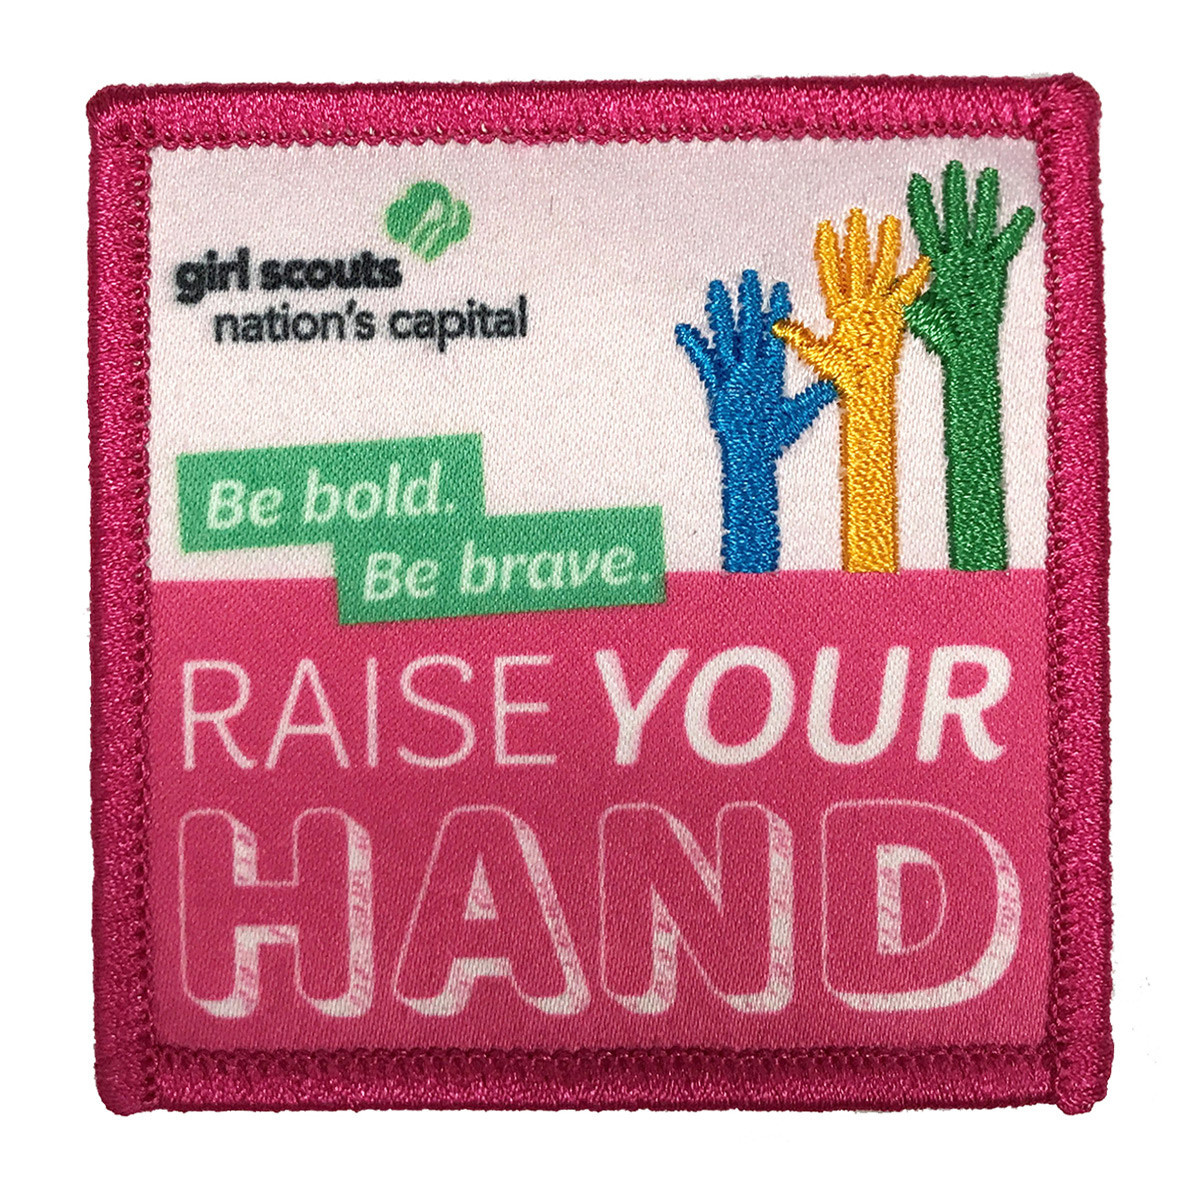 girl scouts
nation's capital
Be bold.
Be brave.
RAISE YOUR
HAND